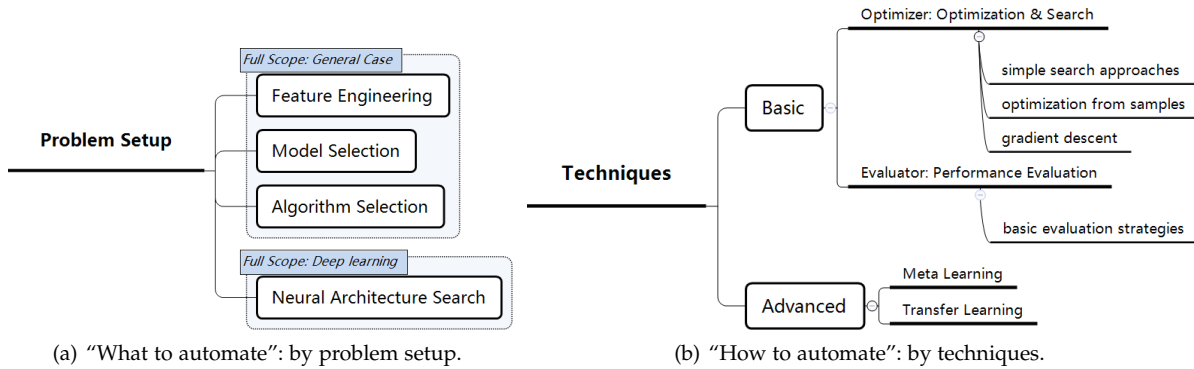 Problem Setup
Full Scope: General Case
Feature Engineering
Model Selection
Algorithm Selection
Full Scope: Deep learning
Neural Architecture Search
(a) “What to automate”: by problem setup.
Techniques
Basic
Optimizer: Optimization & Search
simple search approaches
optimization from samples
gradient descent
Evaluator: Performance Evaluation
basic evaluation strategies
Advanced
Meta Learning
Transfer Learning
(b) “How to automate”: by techniques.